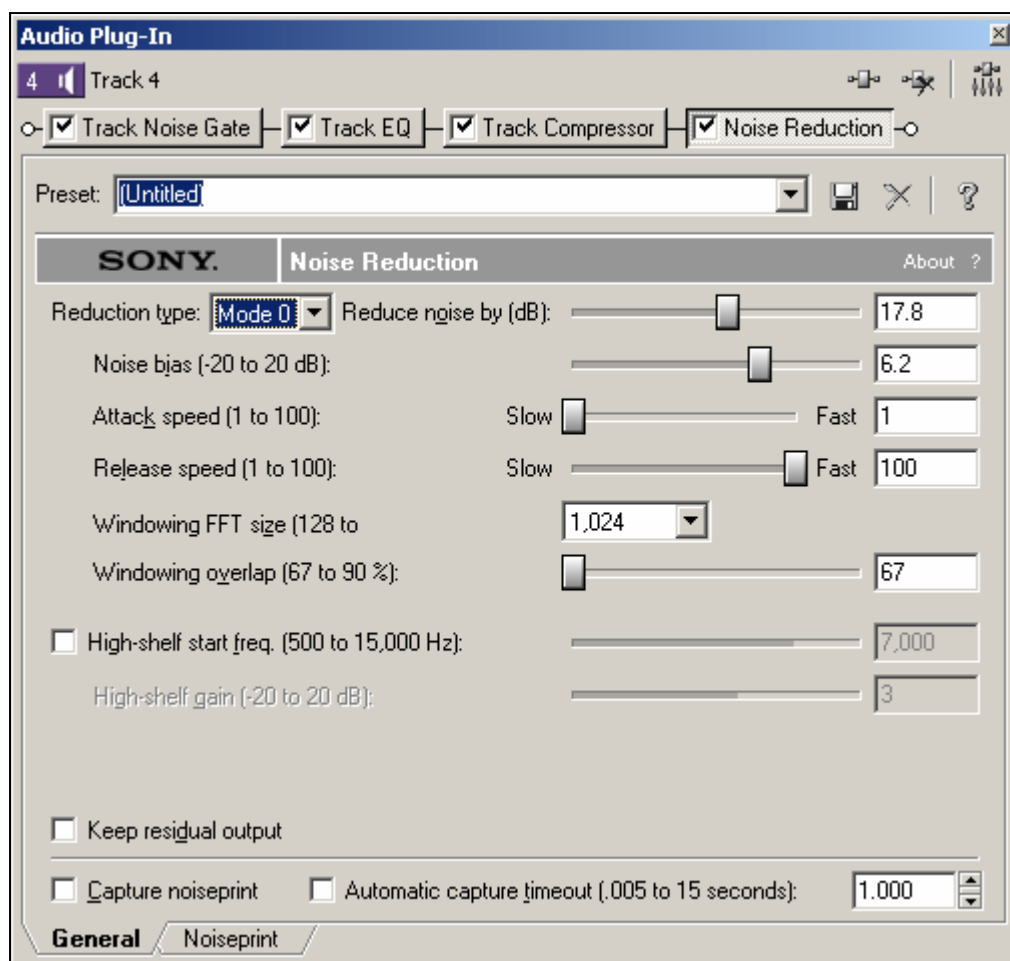 Audio Plug-In
4 Track 4
Track Noise Gate Track EQ Track Compressor Noise Reduction
Preset: (Untitled)
SONY. Noise Reduction About ?
Reduction type: Mode 0 Reduce noise by (dB): 17.8
Noise bias (-20 to 20 dB): 6.2
Attack speed (1 to 100): Slow Fast 1
Release speed (1 to 100): Slow Fast 100
Windowing FFT size (128 to 1,024
Windowing overlap (67 to 90 %): 67
High-shelf start freq. (500 to 15,000 Hz): 7,000
High-shelf gain (-20 to 20 dB): 3
Keep residual output
Capture noiseprint Automatic capture timeout (.005 to 15 seconds): 1.000
General Noiseprint